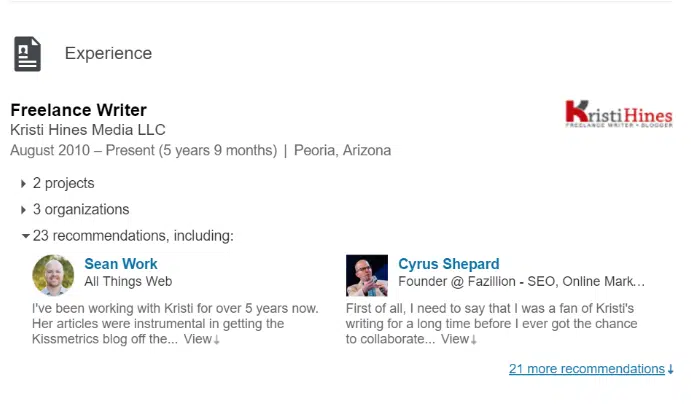 Experience
Freelance Writer
KristiHines
FREELANCE WRITER • BLOGGER
Kristi Hines Media LLC
August 2010 – Present (5 years 9 months) | Peoria, Arizona
2 projects
3 organizations
23 recommendations, including:
Sean Work
All Things Web
I've been working with Kristi for over 5 years now.
Her articles were instrumental in getting the
Kissmetrics blog off the... View↓
Cyrus Shepard
Founder @ Fazillion - SEO, Online Mark...
First of all, I need to say that I was a fan of Kristi's
writing for a long time before I ever got the chance
to collaborate... View↓
21 more recommendations↓